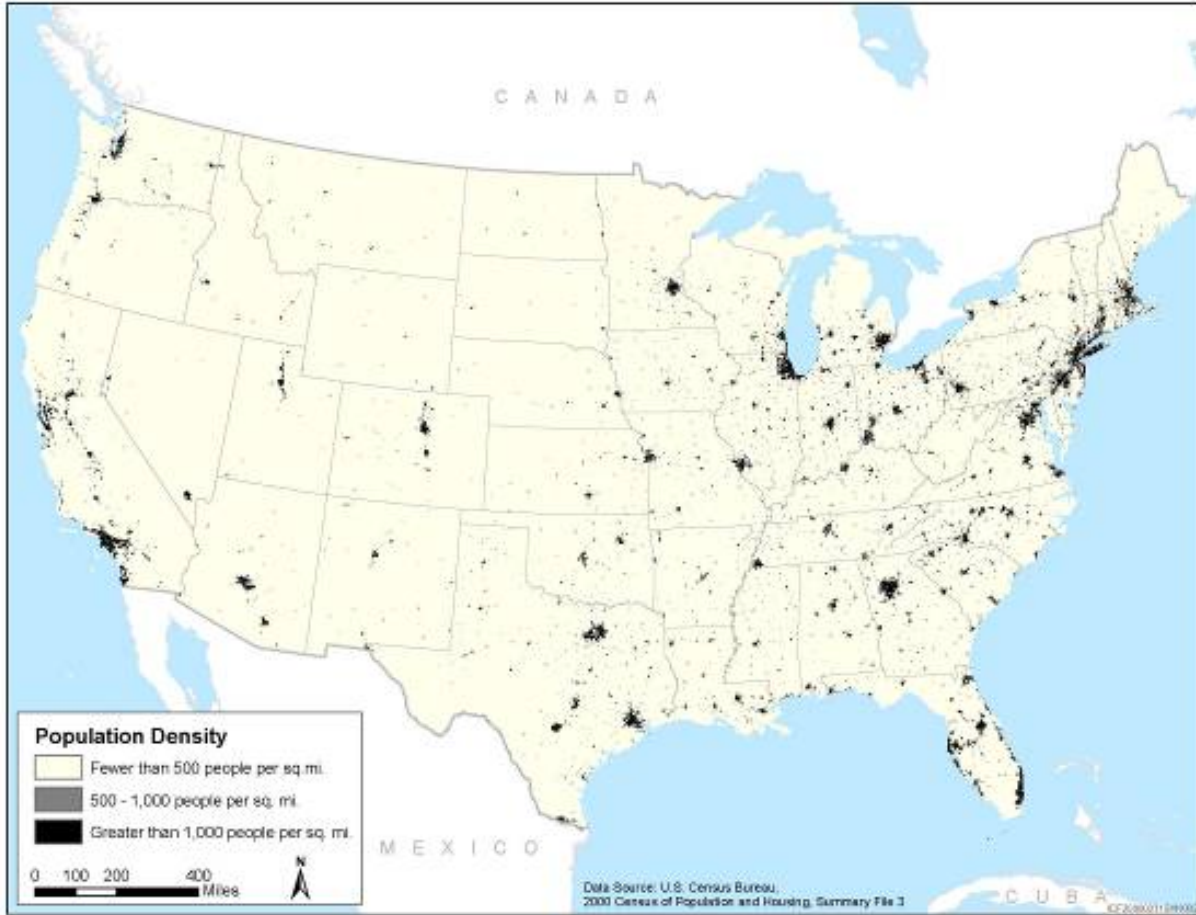 CANADA
Population Density
Fewer than 500 people per sq.mi.
500 - 1,000 people per sq. mi.
Greater than 1,000 people per sq. mi.
0 100 200 400
Miles
N
MEXICO
Data Source: U.S. Census Bureau,
2000 Census of Population and Housing, Summary File 3
CUBA